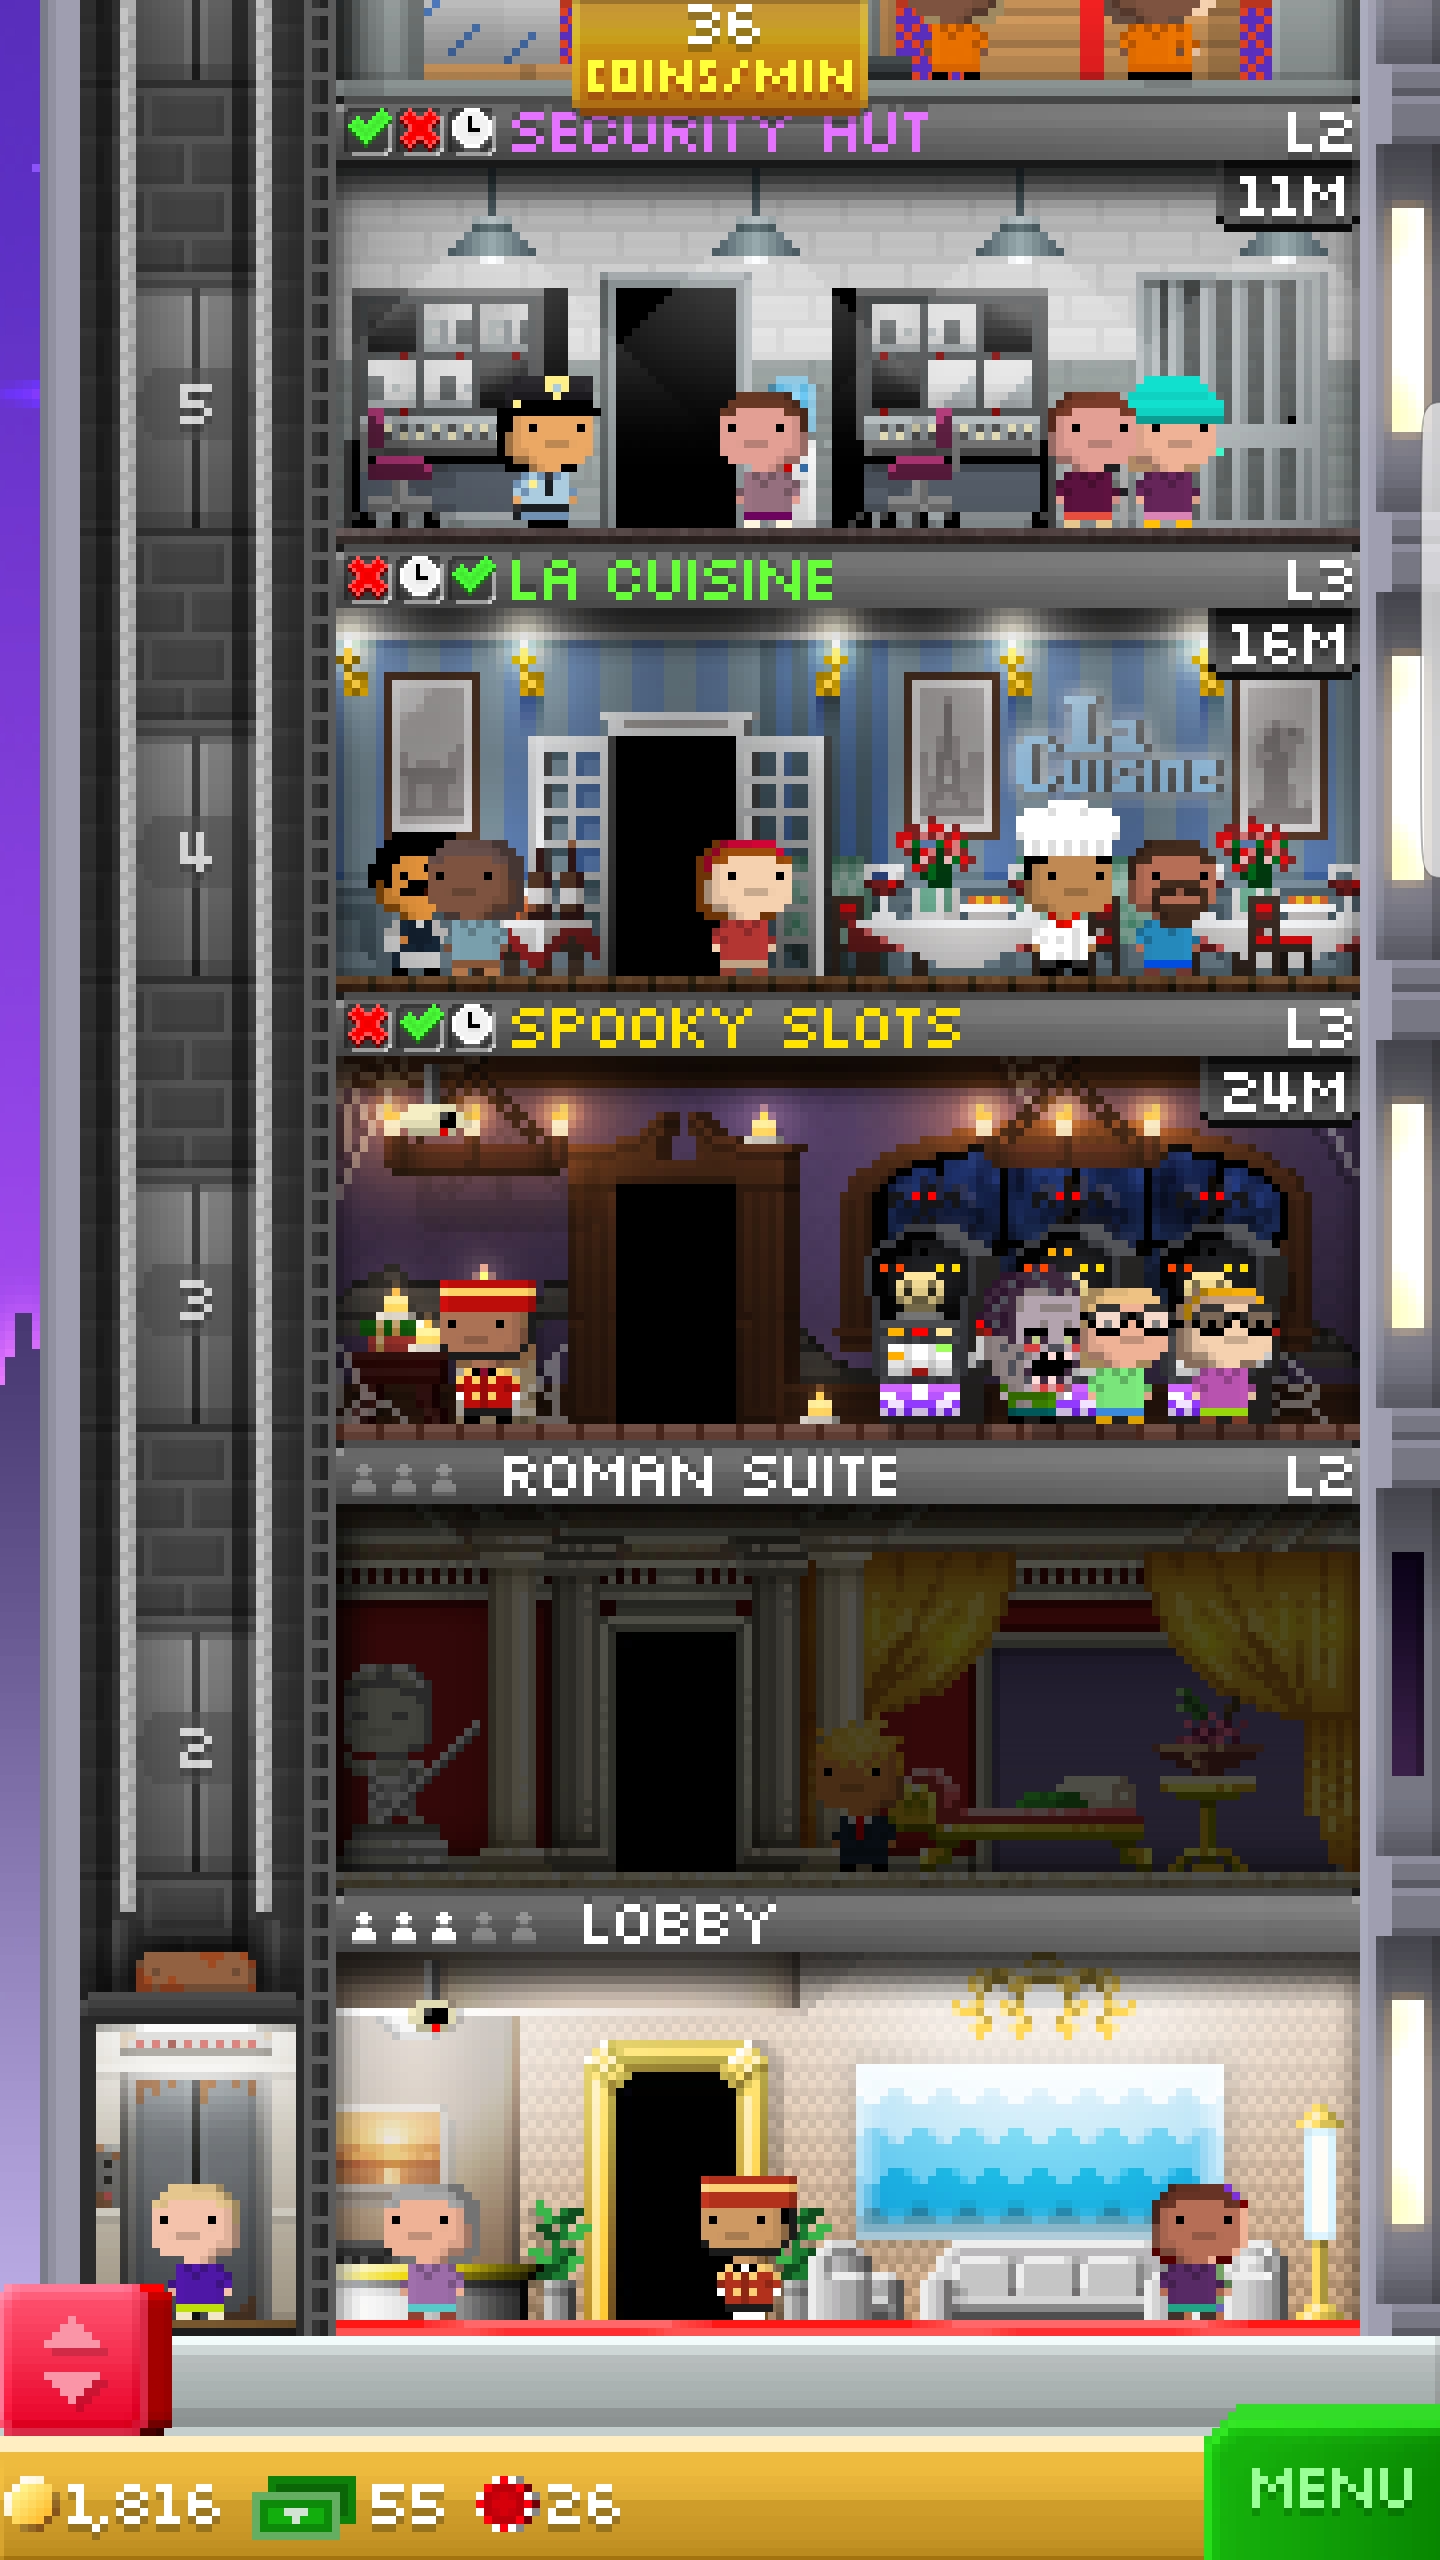 36
COINS/MIN
SECURITY HUT L2
11M
5
LA CUISINE L3
16M
La
Cuisine
4
SPOOKY SLOTS L3
24M
3
ROMAN SUITE L2
2
LOBBY
1,816 55 26
MENU